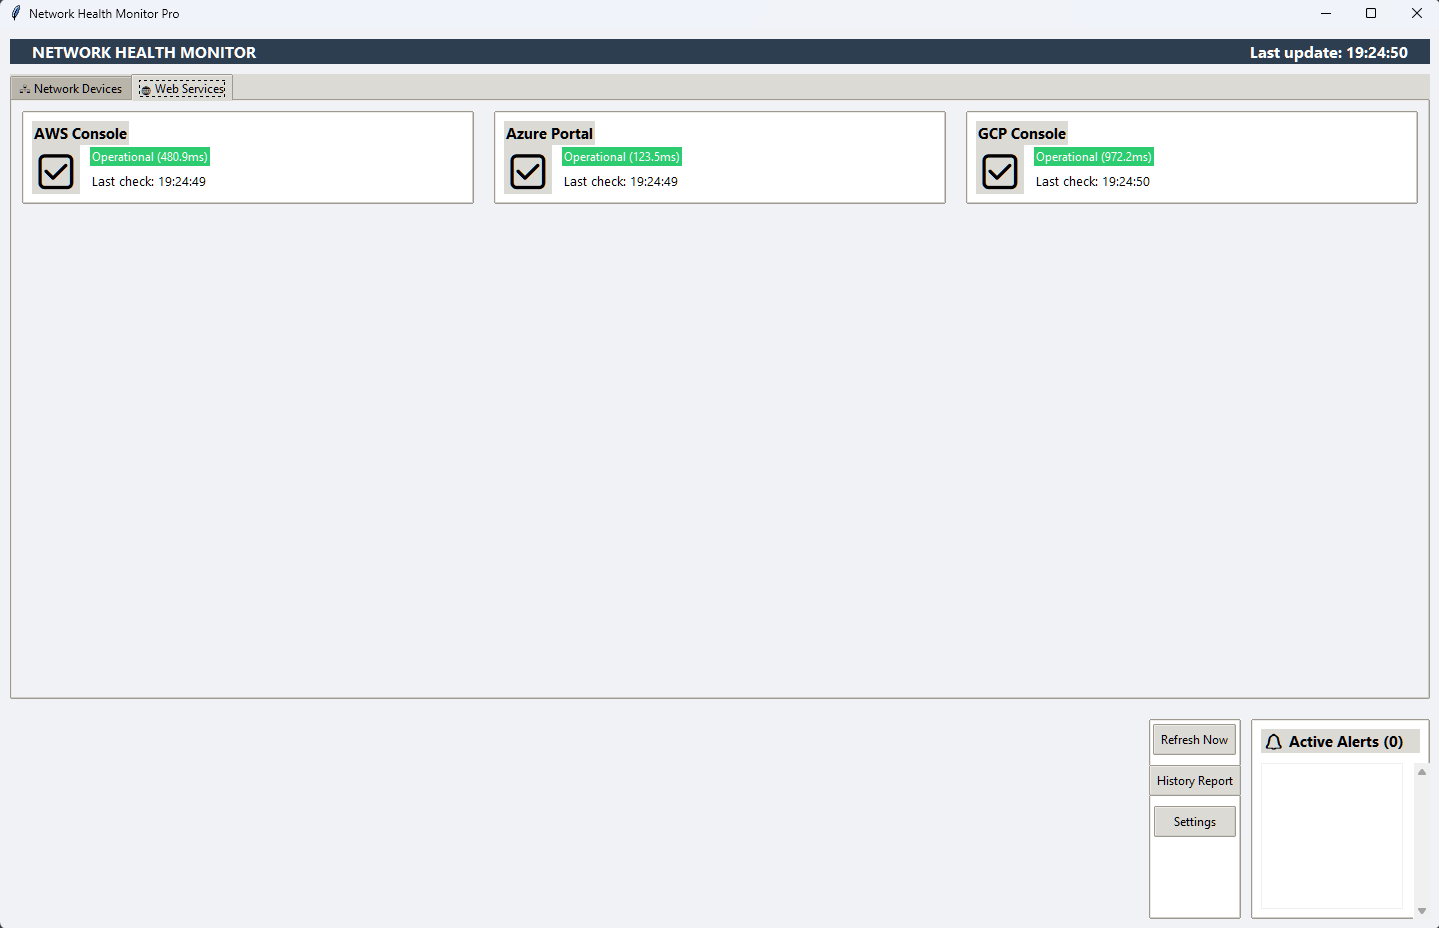 Network Health Monitor Pro
NETWORK HEALTH MONITOR
Last update: 19:24:50
Network Devices
Web Services
AWS Console
Operational (480.9ms)
Last check: 19:24:49
Azure Portal
Operational (123.5ms)
Last check: 19:24:49
GCP Console
Operational (972.2ms)
Last check: 19:24:50
Refresh Now
History Report
Settings
Active Alerts (0)